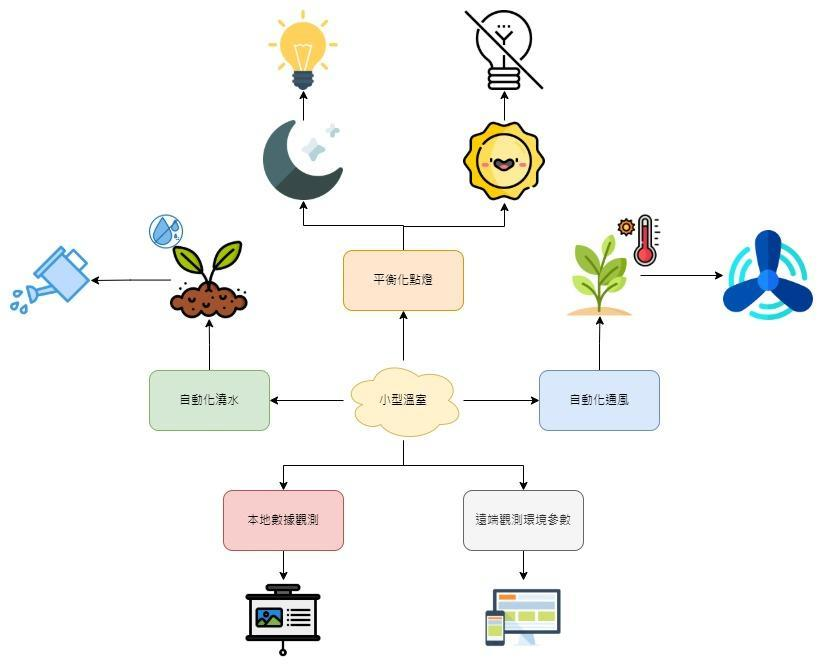 平衡化點燈
自動化澆水
小型溫室
自動化通風
本地數據觀測
遠端觀測環境參數